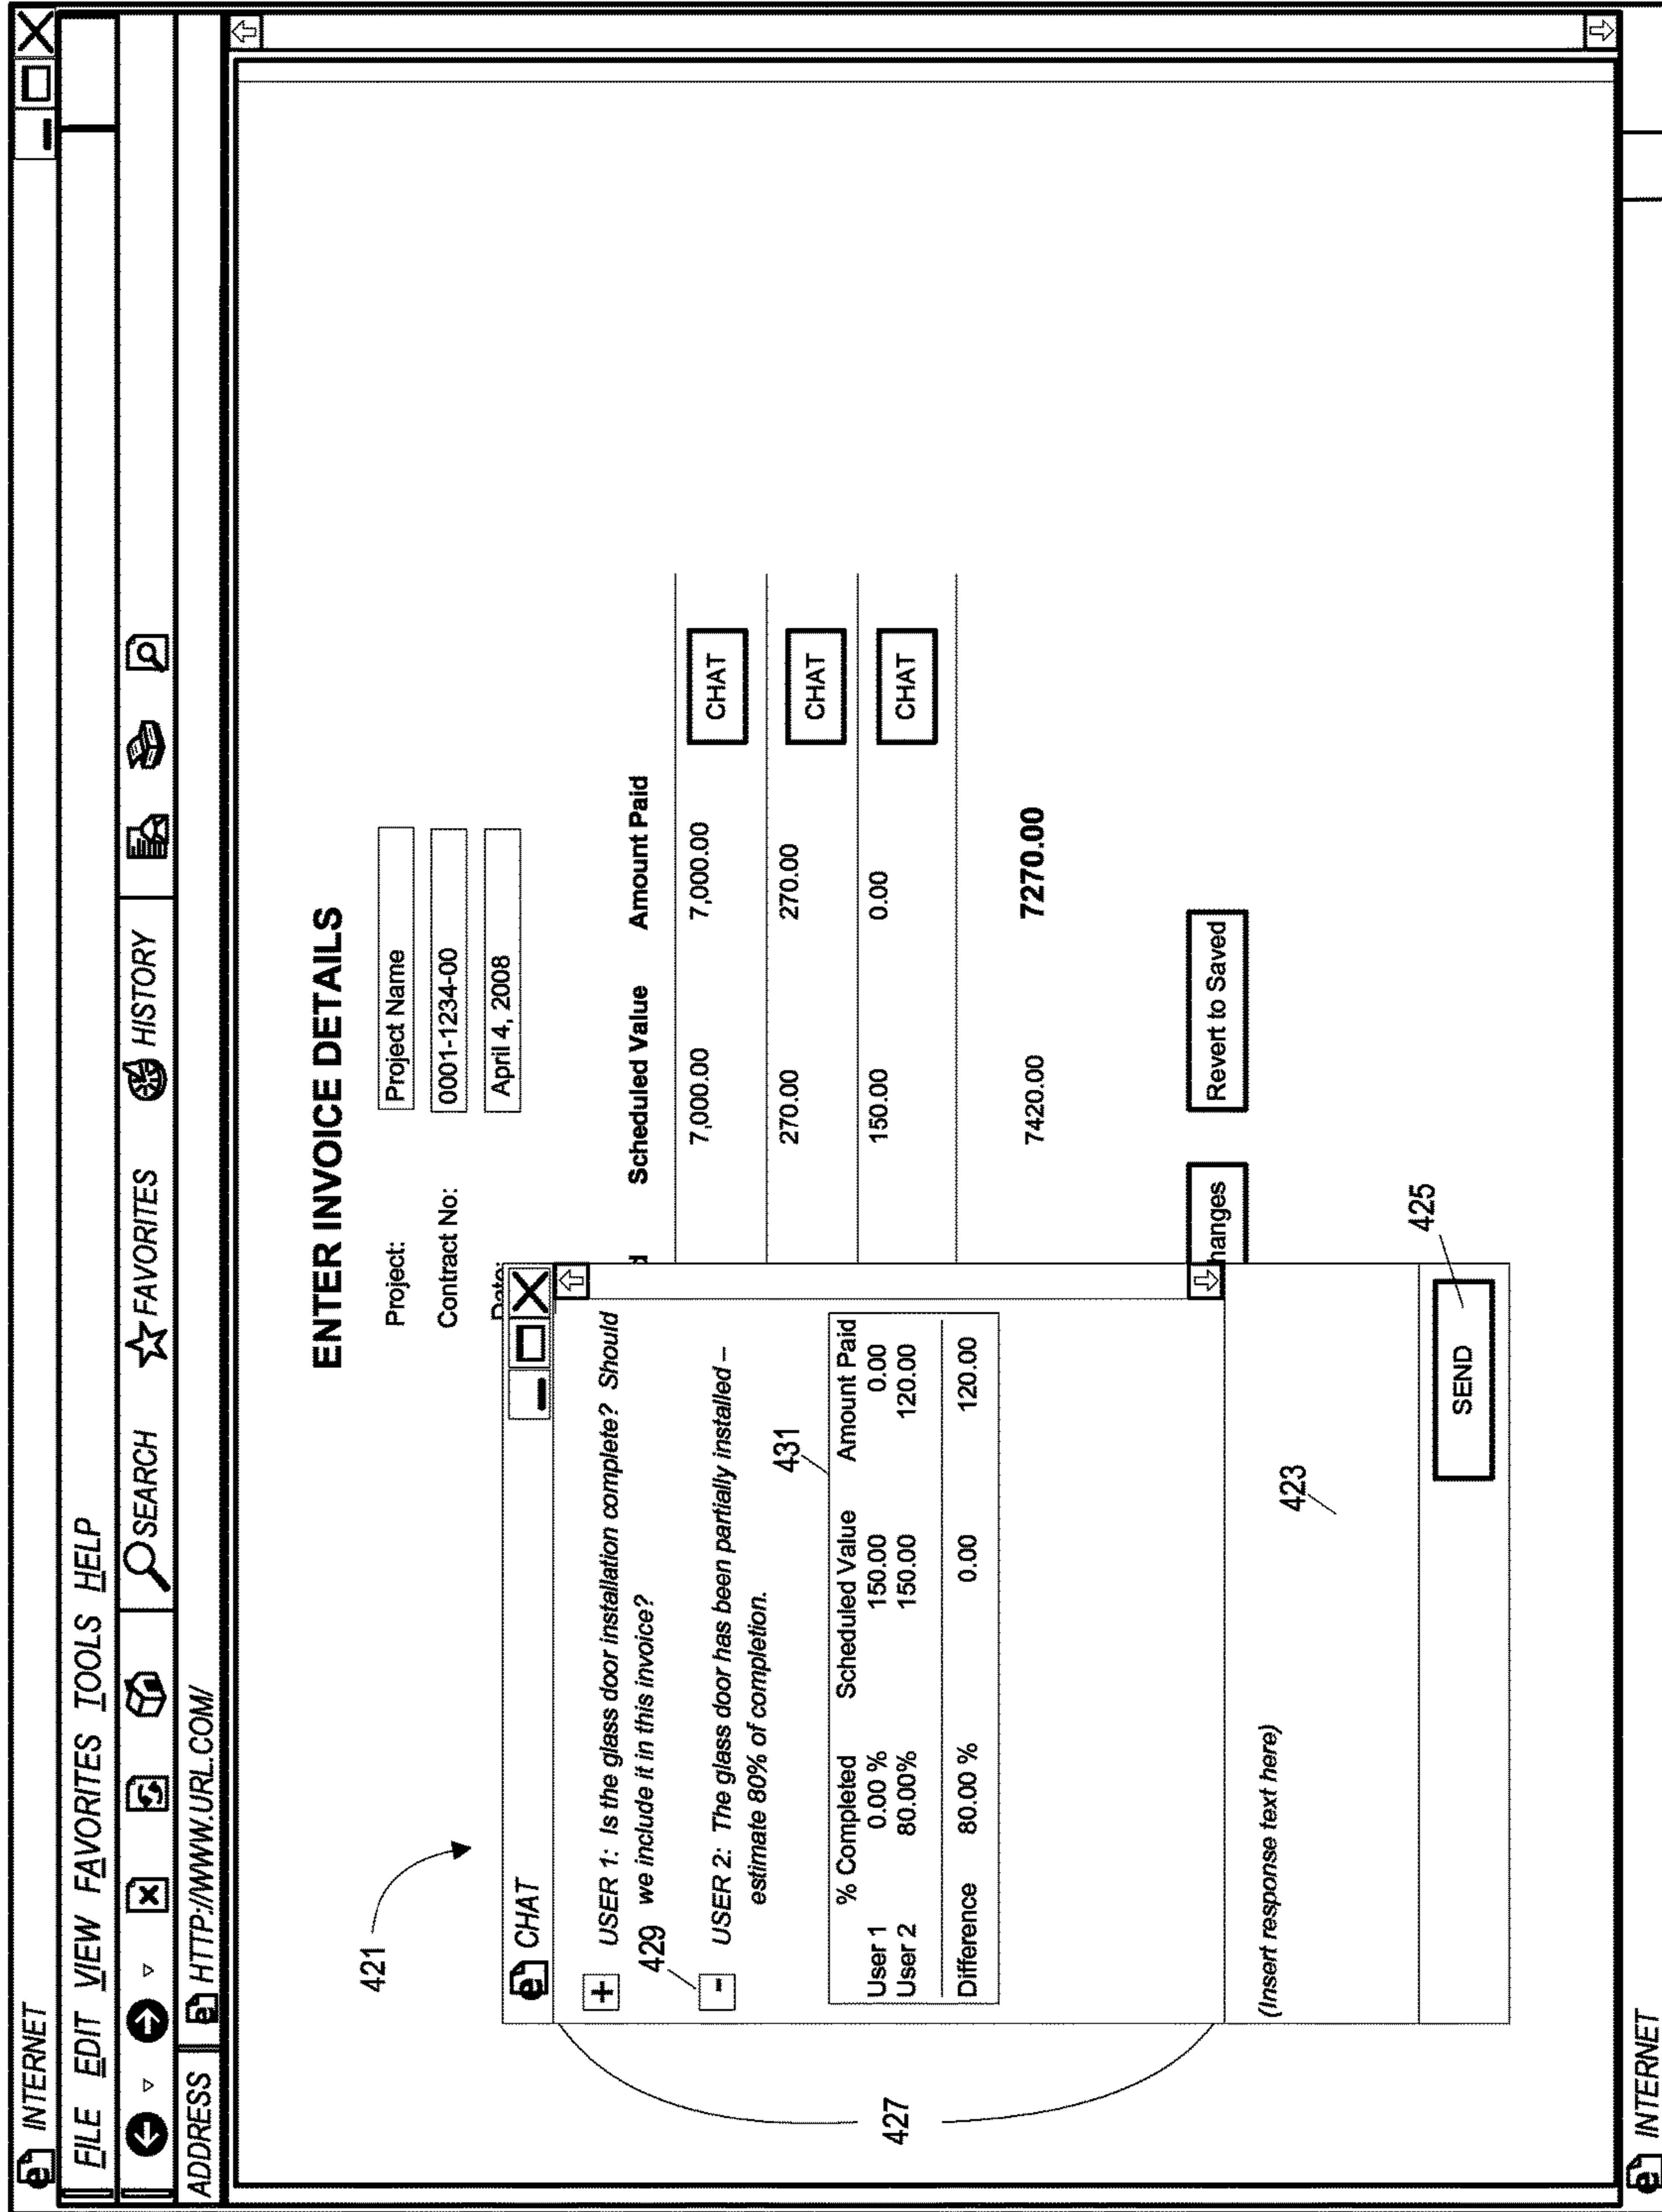 INTERNET
FILE EDIT VIEW FAVORITES TOOLS HELP
SEARCH FAVORITES HISTORY
ADDRESS HTTP://WWW.URL.COM/
ENTER INVOICE DETAILS
Project: Project Name
Contract No: 0001-1234-00
Date: April 4, 2008
d Scheduled Value Amount Paid
7,000.00 7,000.00 CHAT
270.00 270.00 CHAT
150.00 0.00 CHAT
7420.00 7270.00
hanges Revert to Saved
421
CHAT
+ USER 1: Is the glass door installation complete? Should
we include it in this invoice?
429
- USER 2: The glass door has been partially installed –
estimate 80% of completion.
431
% Completed Scheduled Value Amount Paid
User 1 0.00 % 150.00 0.00
User 2 80.00% 150.00 120.00
Difference 80.00 % 0.00 120.00
427
(Insert response text here)
423
SEND
425
INTERNET